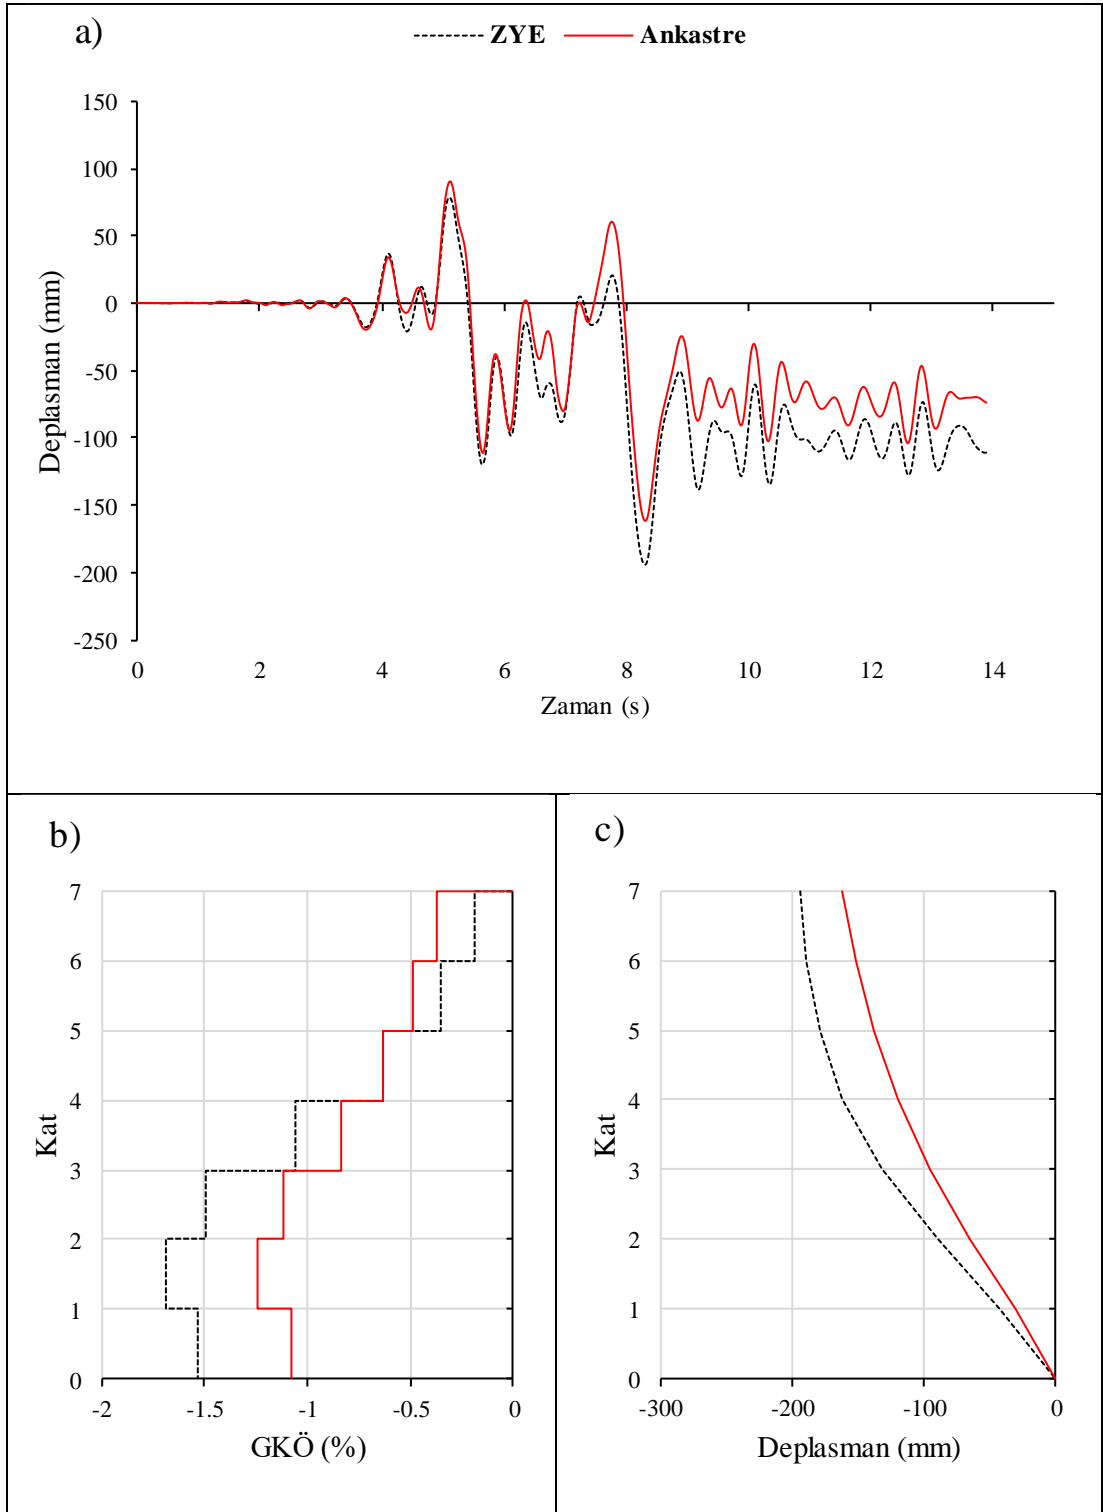 a)
ZYE Ankastre
150
100
50
0
-50
-100
-150
-200
-250
Deplasman (mm)
0 2 4 6 8 10 12 14
Zaman (s)
b)
7
6
5
4
3
2
1
0
Kat
-2 -1.5 -1 -0.5 0
GKÖ (%)
c)
7
6
5
4
3
2
1
0
Kat
-300 -200 -100 0
Deplasman (mm)